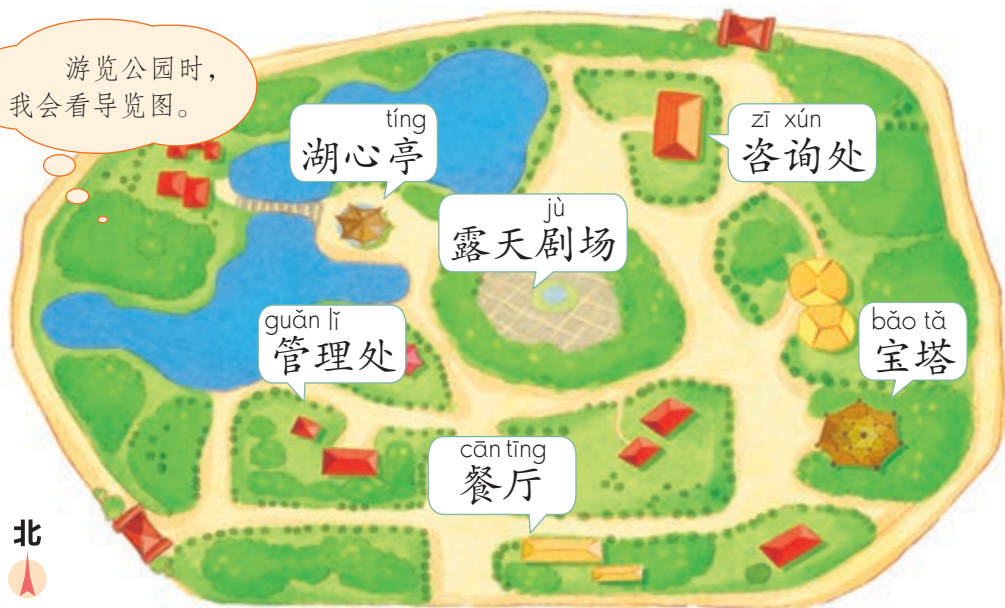 游览公园时，
我会看导览图。
tíng
湖心亭
zī xún
咨询处
jù
露天剧场
guǎn lǐ
管理处
bǎo tǎ
宝塔
cān tīng
餐厅
北